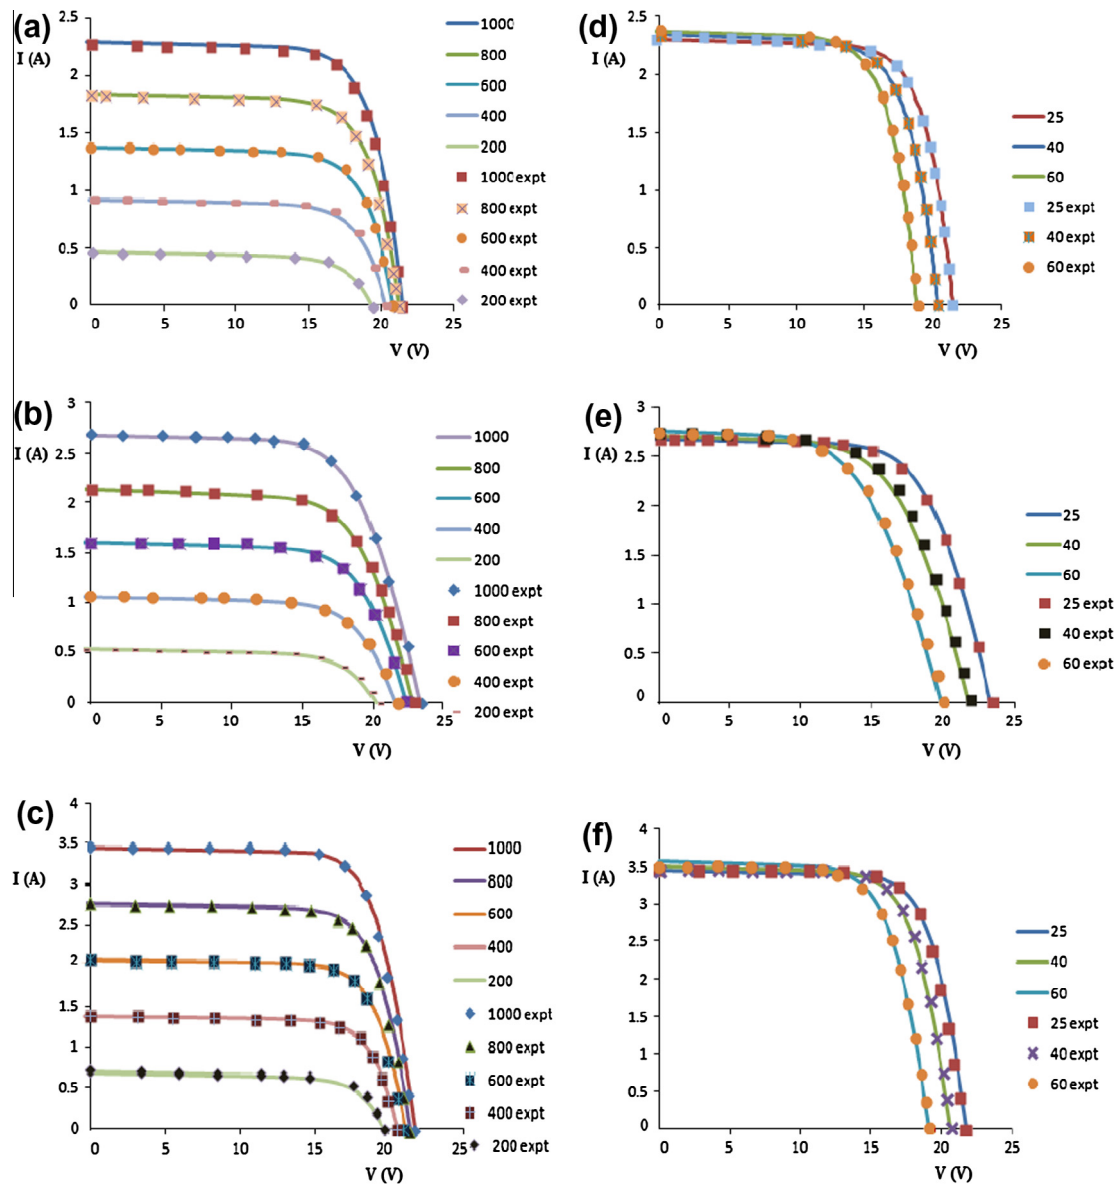 (a)
2.5
I (A)
2
1.5
1
0.5
0
0 5 10 15 20 25
V (V)
1000
800
600
400
200
1000 expt
800 expt
600 expt
400 expt
200 expt
(d)
2.5
I (A)
2
1.5
1
0.5
0
0 5 10 15 20 25
V (V)
25
40
60
25 expt
40 expt
60 expt
(b)
3
I (A)
2.5
2
1.5
1
0.5
0
0 5 10 15 20 25
V (V)
1000
800
600
400
200
1000 expt
800 expt
600 expt
400 expt
200 expt
(e)
3
I (A)
2.5
2
1.5
1
0.5
0
0 5 10 15 20 25
V (V)
25
40
60
25 expt
40 expt
60 expt
(c)
4
3.5
I (A)
3
2.5
2
1.5
1
0.5
0
0 5 10 15 20 25
V (V)
1000
800
600
400
200
1000 expt
800 expt
600 expt
400 expt
200 expt
(f)
4
3.5
I (A)
3
2.5
2
1.5
1
0.5
0
0 5 10 15 20 25
V (V)
25
40
60
25 expt
40 expt
60 expt